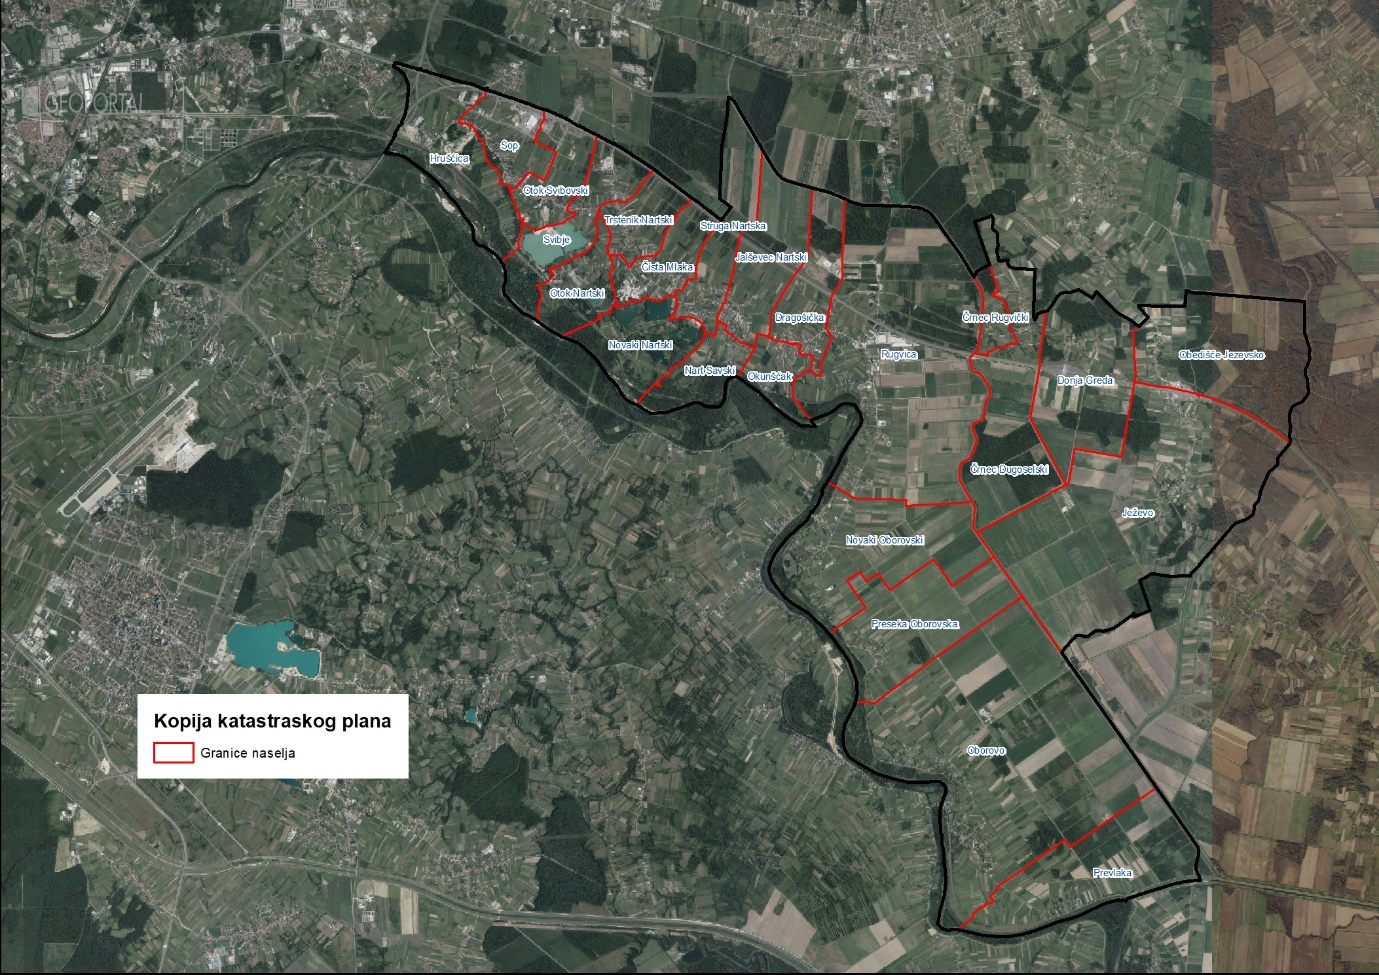 GEOPORTAL
Hruščica
Sop
Otok Svibovski
Svibje
Trstenik Nartski
Struga Nartska
Čista Mlaka
Jalševec Nartski
Otok Nartski
Dragošička
Črnec Rugvički
Novaki Nartski
Rugvica
Obedišće Ježevsko
Nart Savski
Okunšćak
Donja Greda
Črnec Dugoselski
Ježevo
Novaki Oborovski
Preseka Oborovska
Oborovo
Prevlaka
Kopija katastraskog plana
Granice naselja